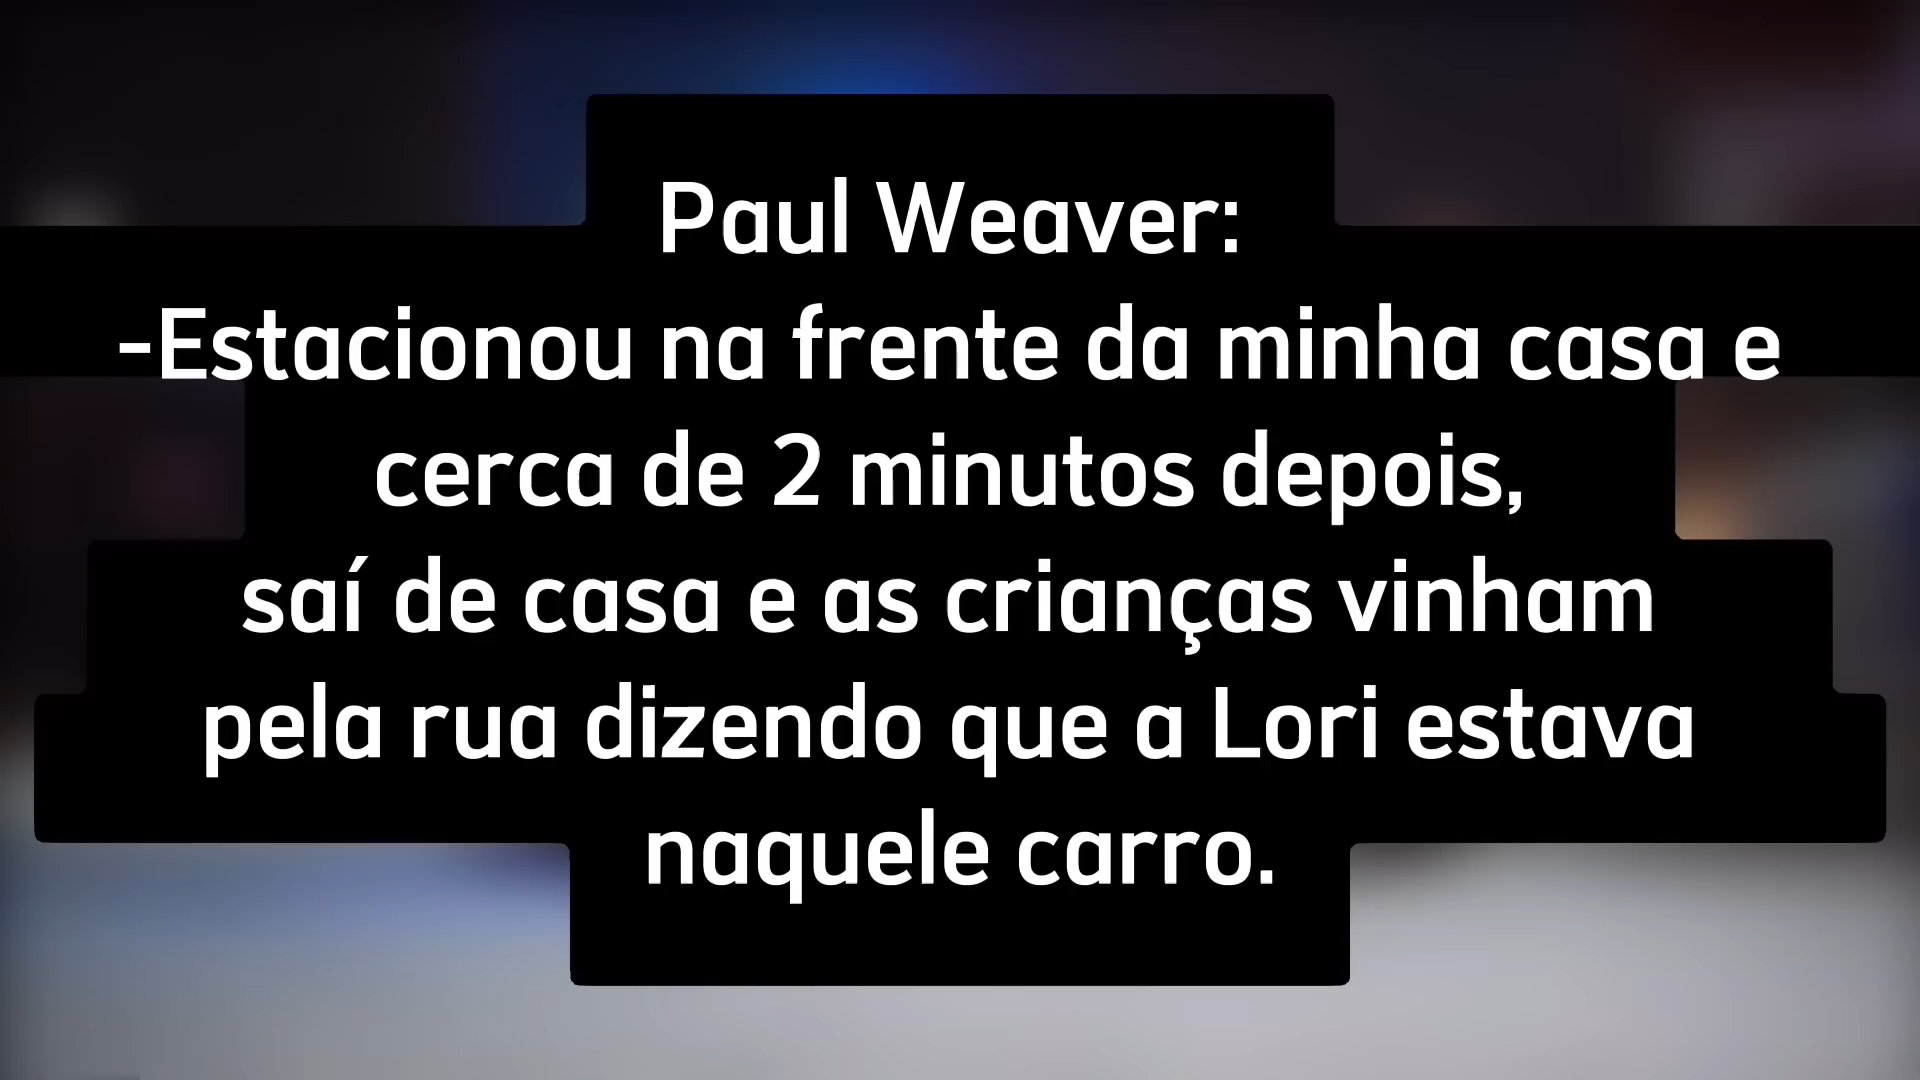 Paul Weaver:
-Estacionou na frente da minha casa e
cerca de 2 minutos depois,
saí de casa e as crianças vinham
pela rua dizendo que a Lori estava
naquele carro.